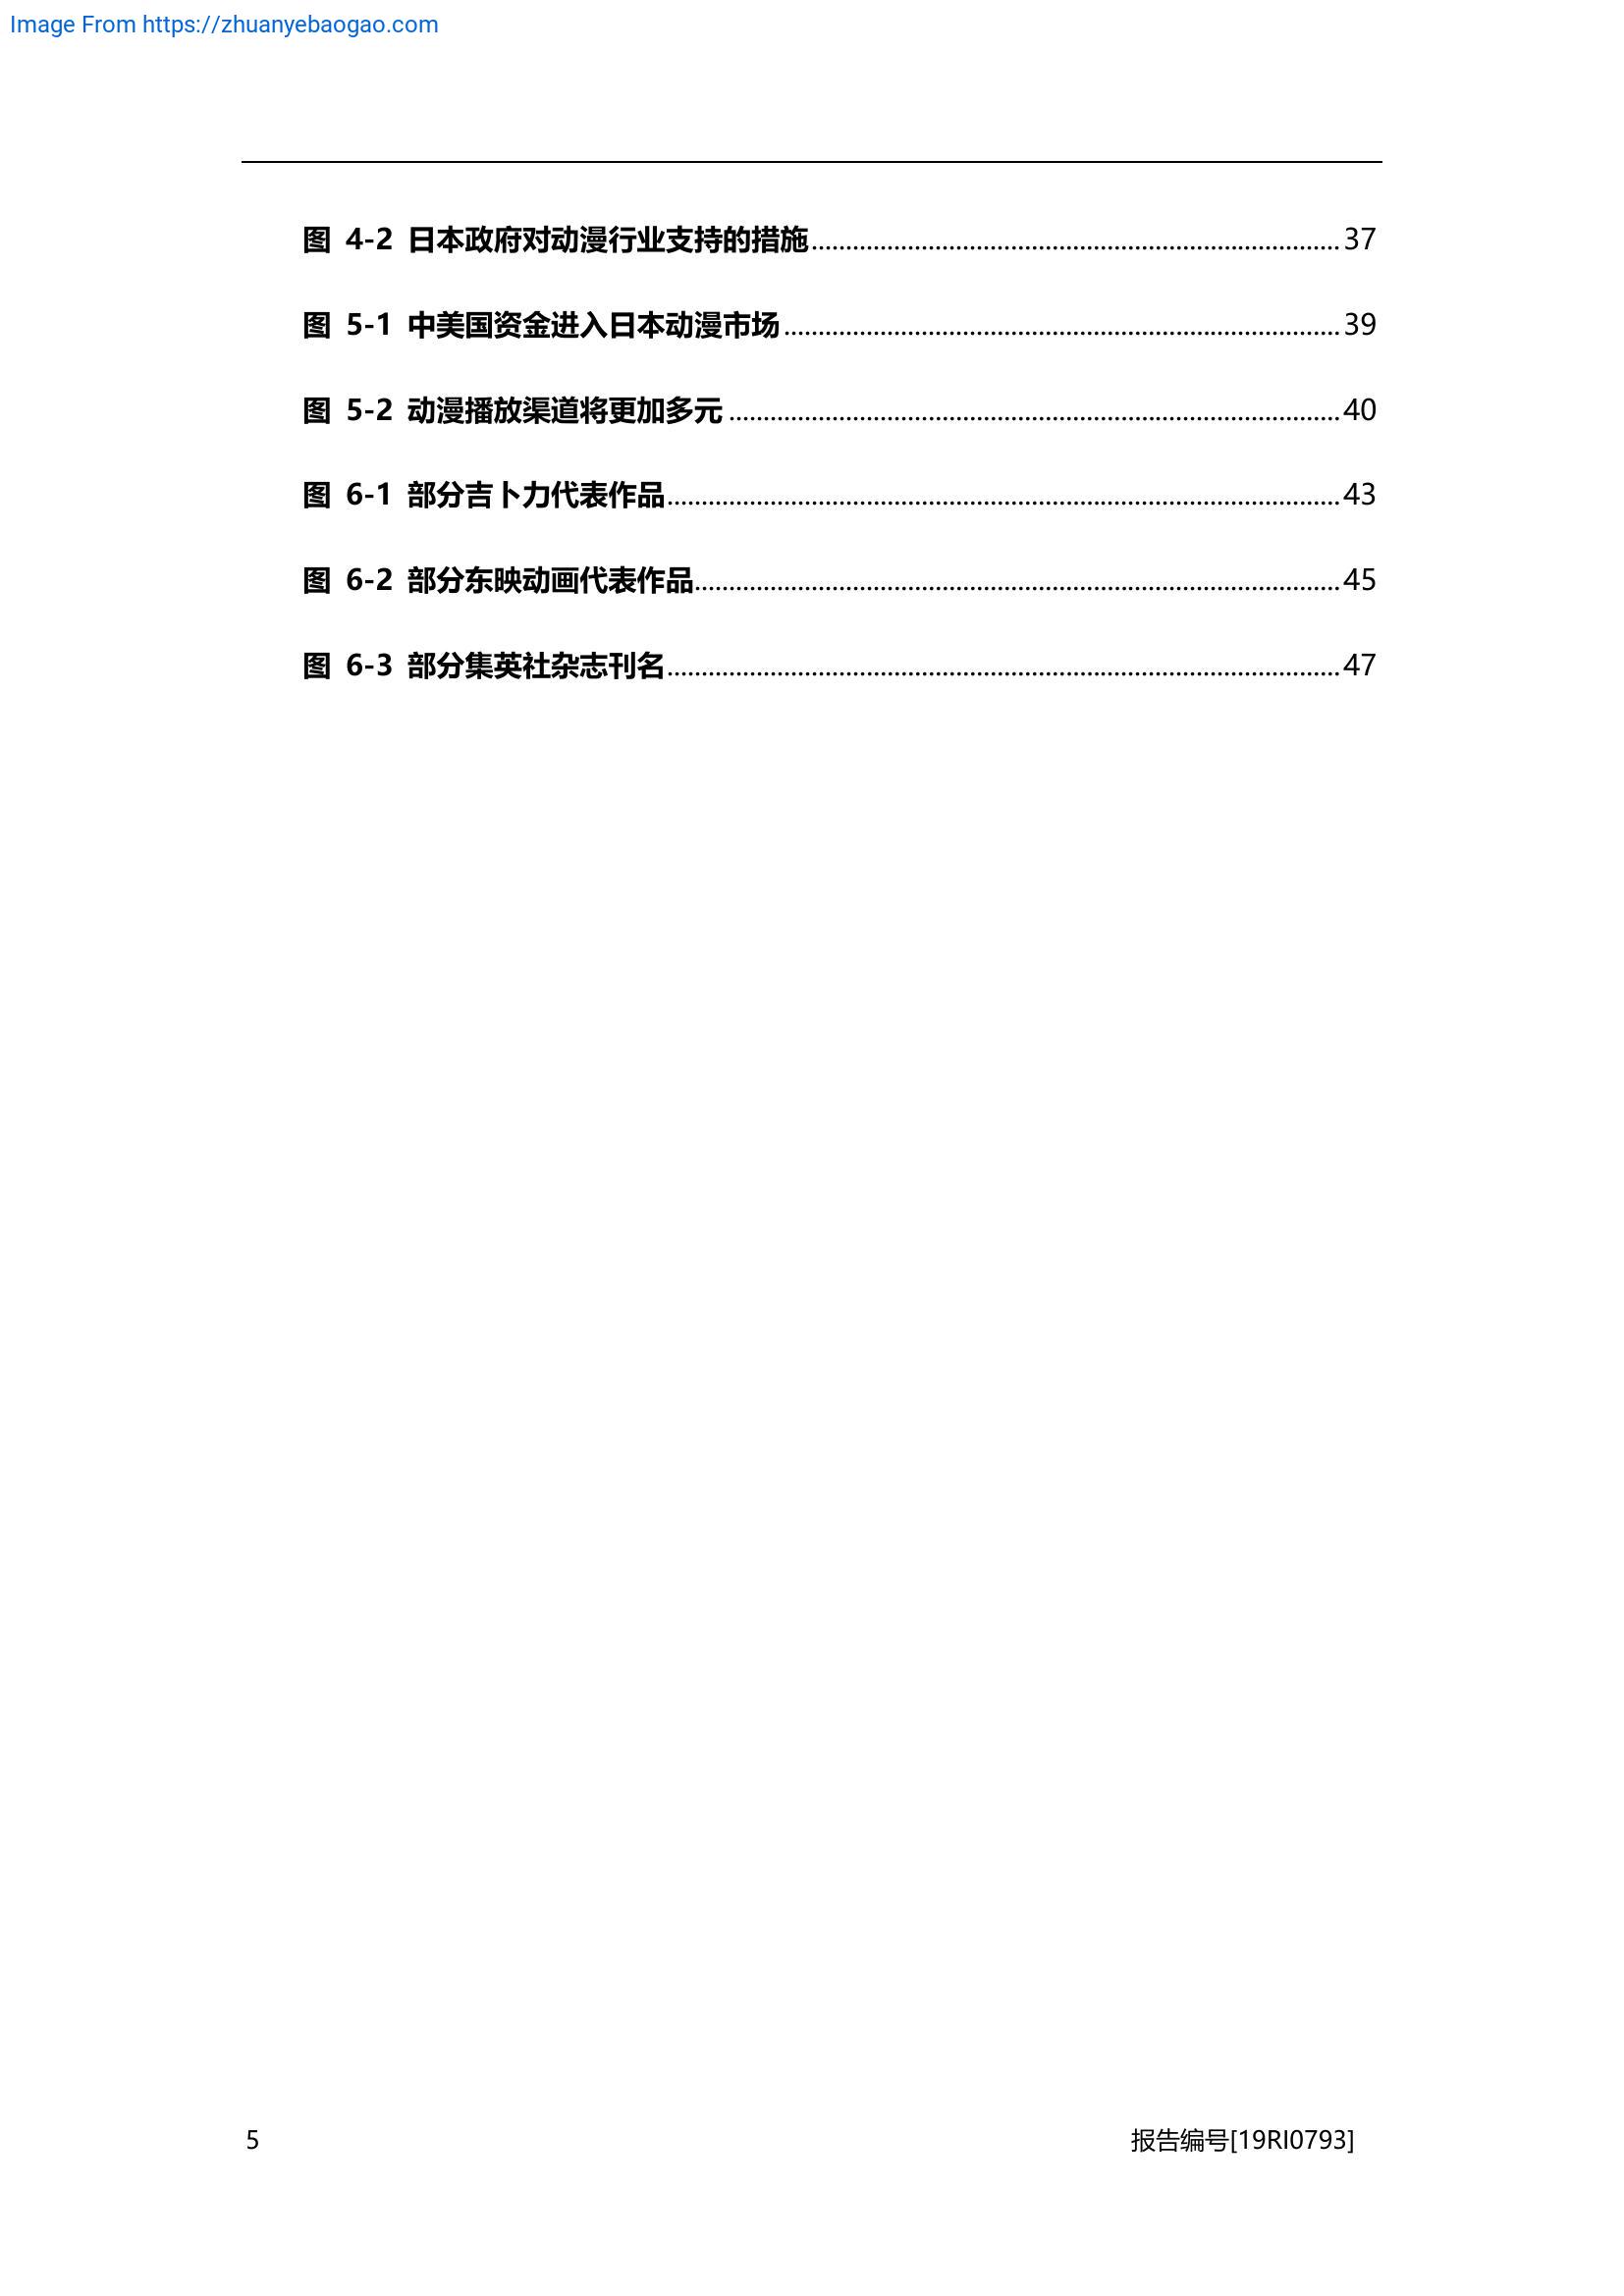 Image From https://zhuanyebaogao.com
图 4-2 日本政府对动漫行业支持的措施 37
图 5-1 中美国资金进入日本动漫市场 39
图 5-2 动漫播放渠道将更加多元 40
图 6-1 部分吉卜力代表作品 43
图 6-2 部分东映动画代表作品 45
图 6-3 部分集英社杂志刊名 47
5 报告编号[19RI0793]